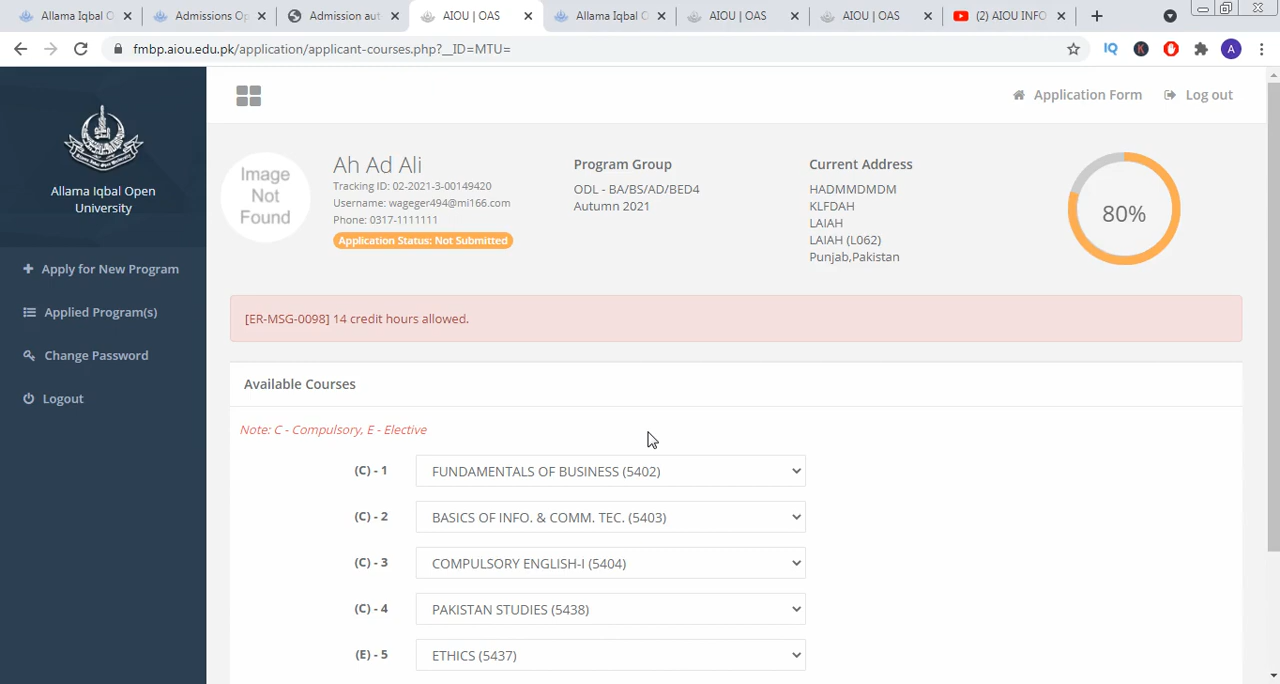 Allama Iqbal O
Admissions Op
Admission aut
AIOU | OAS
Allama Iqbal O
AIOU | OAS
AIOU | OAS
(2) AIOU INFO
fmbp.aiou.edu.pk/application/applicant-courses.php?__ID=MTU=
IQ
K
A
Application Form
Log out
Allama Iqbal Open
University
Apply for New Program
Applied Program(s)
Change Password
Logout
Image
Not
Found
Ah Ad Ali
Tracking ID: 02-2021-3-00149420
Username: wageger494@mi166.com
Phone: 0317-1111111
Application Status: Not Submitted
Program Group
ODL - BA/BS/AD/BED4
Autumn 2021
Current Address
HADMMDMDM
KLFDAH
LAIAH
LAIAH (L062)
Punjab,Pakistan
80%
[ER-MSG-0098] 14 credit hours allowed.
Available Courses
Note: C - Compulsory, E - Elective
(C) - 1 FUNDAMENTALS OF BUSINESS (5402)
(C) - 2 BASICS OF INFO. & COMM. TEC. (5403)
(C) - 3 COMPULSORY ENGLISH-I (5404)
(C) - 4 PAKISTAN STUDIES (5438)
(E) - 5 ETHICS (5437)